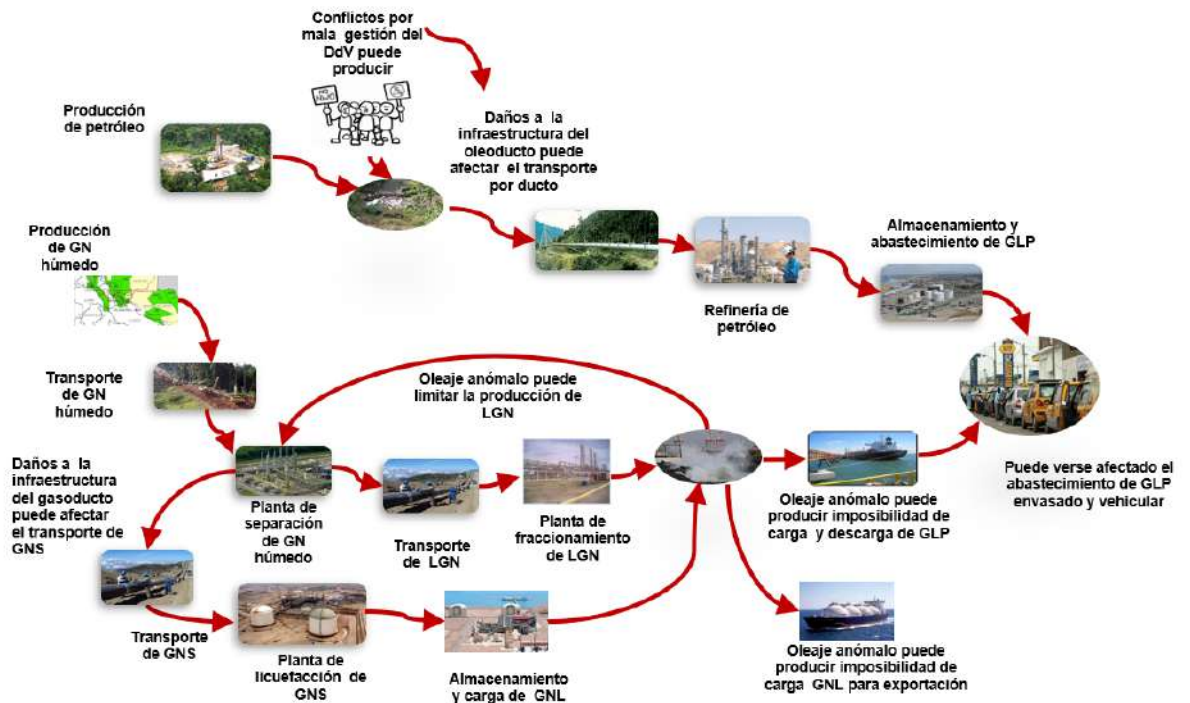 Conflictos por
mala gestión del
DdV puede
producir
Producción
de petróleo
Daños a la
infraestructura del
oleoducto puede
afectar el transporte
por ducto
Almacenamiento y
abastecimiento de GLP
Producción
de GN
húmedo
Refinería de
petróleo
Transporte
de GN
húmedo
Oleaje anómalo puede
limitar la producción de
LGN
Daños a la
infraestructura
del gasoducto
puede afectar
el transporte de
GNS
Planta de
separación
de GN
húmedo
Transporte
de LGN
Planta de
fraccionamiento
de LGN
Oleaje anómalo puede
producir imposibilidad de
carga y descarga de GLP
Puede verse afectado el
abastecimiento de GLP
envasado y vehicular
Transporte
de GNS
Planta de
licuefacción de
GNS
Almacenamiento
y carga de GNL
Oleaje anómalo puede
producir imposibilidad de
carga GNL para exportación